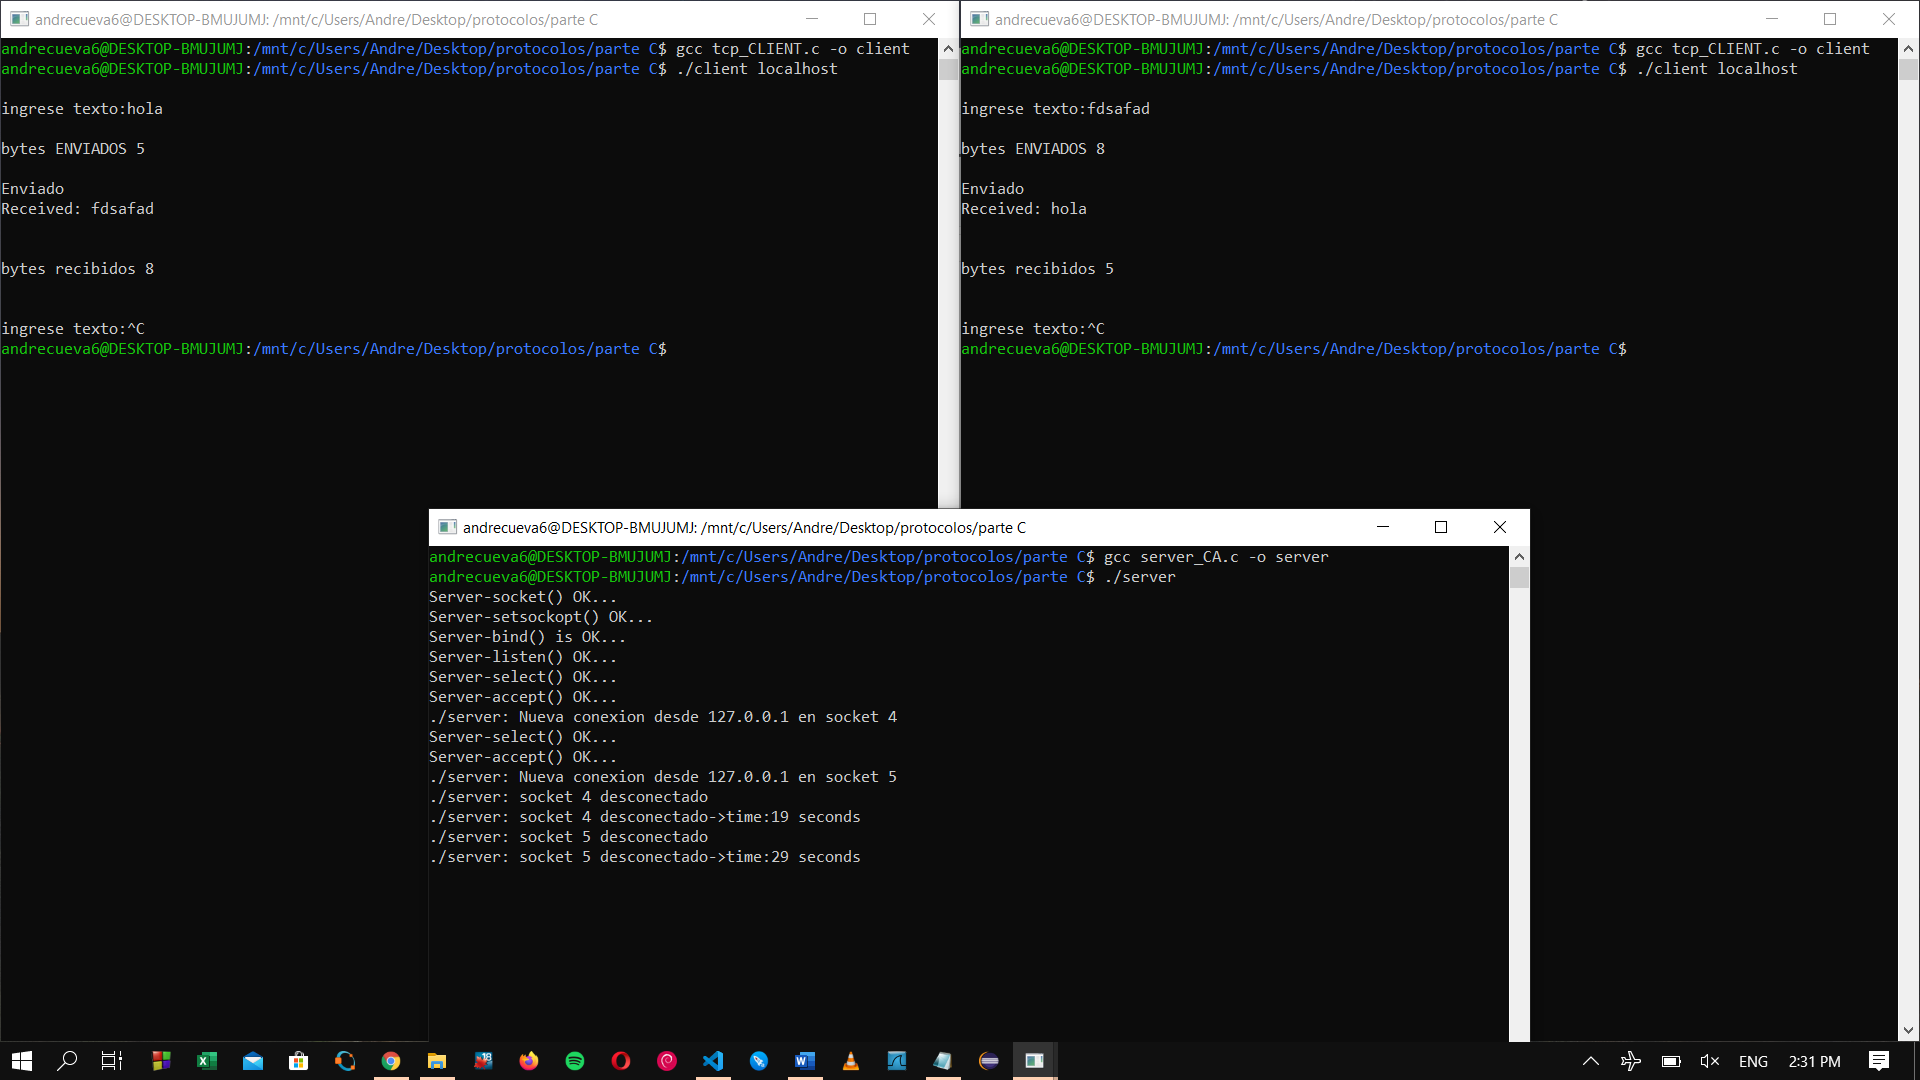 andrecueva6@DESKTOP-BMUJUMJ: /mnt/c/Users/Andre/Desktop/protocolos/parte C
andrecueva6@DESKTOP-BMUJUMJ:/mnt/c/Users/Andre/Desktop/protocolos/parte C$ gcc tcp_CLIENT.c -o client
andrecueva6@DESKTOP-BMUJUMJ:/mnt/c/Users/Andre/Desktop/protocolos/parte C$ ./client localhost
ingrese texto:hola
bytes ENVIADOS 5
Enviado
Received: fdsafad
bytes recibidos 8
ingrese texto:^C
andrecueva6@DESKTOP-BMUJUMJ:/mnt/c/Users/Andre/Desktop/protocolos/parte C$
andrecueva6@DESKTOP-BMUJUMJ: /mnt/c/Users/Andre/Desktop/protocolos/parte C
andrecueva6@DESKTOP-BMUJUMJ:/mnt/c/Users/Andre/Desktop/protocolos/parte C$ gcc tcp_CLIENT.c -o client
andrecueva6@DESKTOP-BMUJUMJ:/mnt/c/Users/Andre/Desktop/protocolos/parte C$ ./client localhost
ingrese texto:fdsafad
bytes ENVIADOS 8
Enviado
Received: hola
bytes recibidos 5
ingrese texto:^C
andrecueva6@DESKTOP-BMUJUMJ:/mnt/c/Users/Andre/Desktop/protocolos/parte C$
andrecueva6@DESKTOP-BMUJUMJ: /mnt/c/Users/Andre/Desktop/protocolos/parte C
andrecueva6@DESKTOP-BMUJUMJ:/mnt/c/Users/Andre/Desktop/protocolos/parte C$ gcc server_CA.c -o server
andrecueva6@DESKTOP-BMUJUMJ:/mnt/c/Users/Andre/Desktop/protocolos/parte C$ ./server
Server-socket() OK...
Server-setsockopt() OK...
Server-bind() is OK...
Server-listen() OK...
Server-select() OK...
Server-accept() OK...
./server: Nueva conexion desde 127.0.0.1 en socket 4
Server-select() OK...
Server-accept() OK...
./server: Nueva conexion desde 127.0.0.1 en socket 5
./server: socket 4 desconectado
./server: socket 4 desconectado->time:19 seconds
./server: socket 5 desconectado
./server: socket 5 desconectado->time:29 seconds
18
ENG
2:31 PM